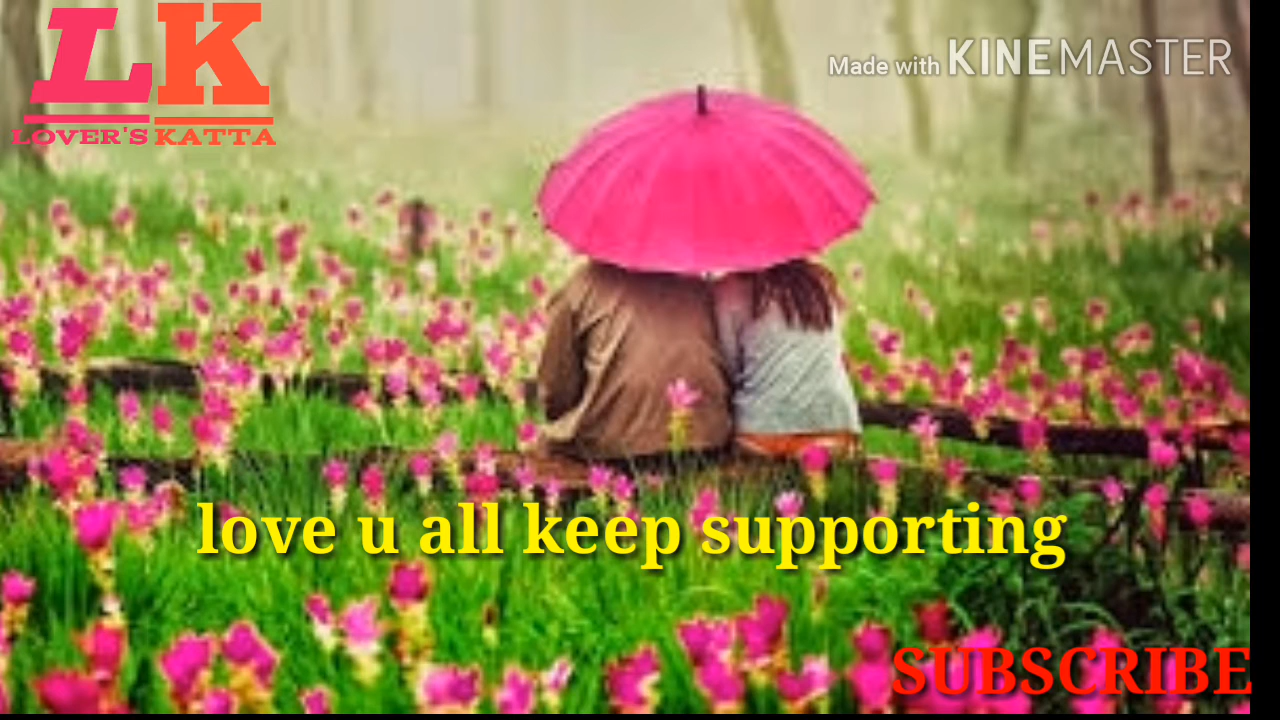 LK
LOVER'S KATTA
Made with KINEMASTER
love u all keep supporting
SUBSCRIBE